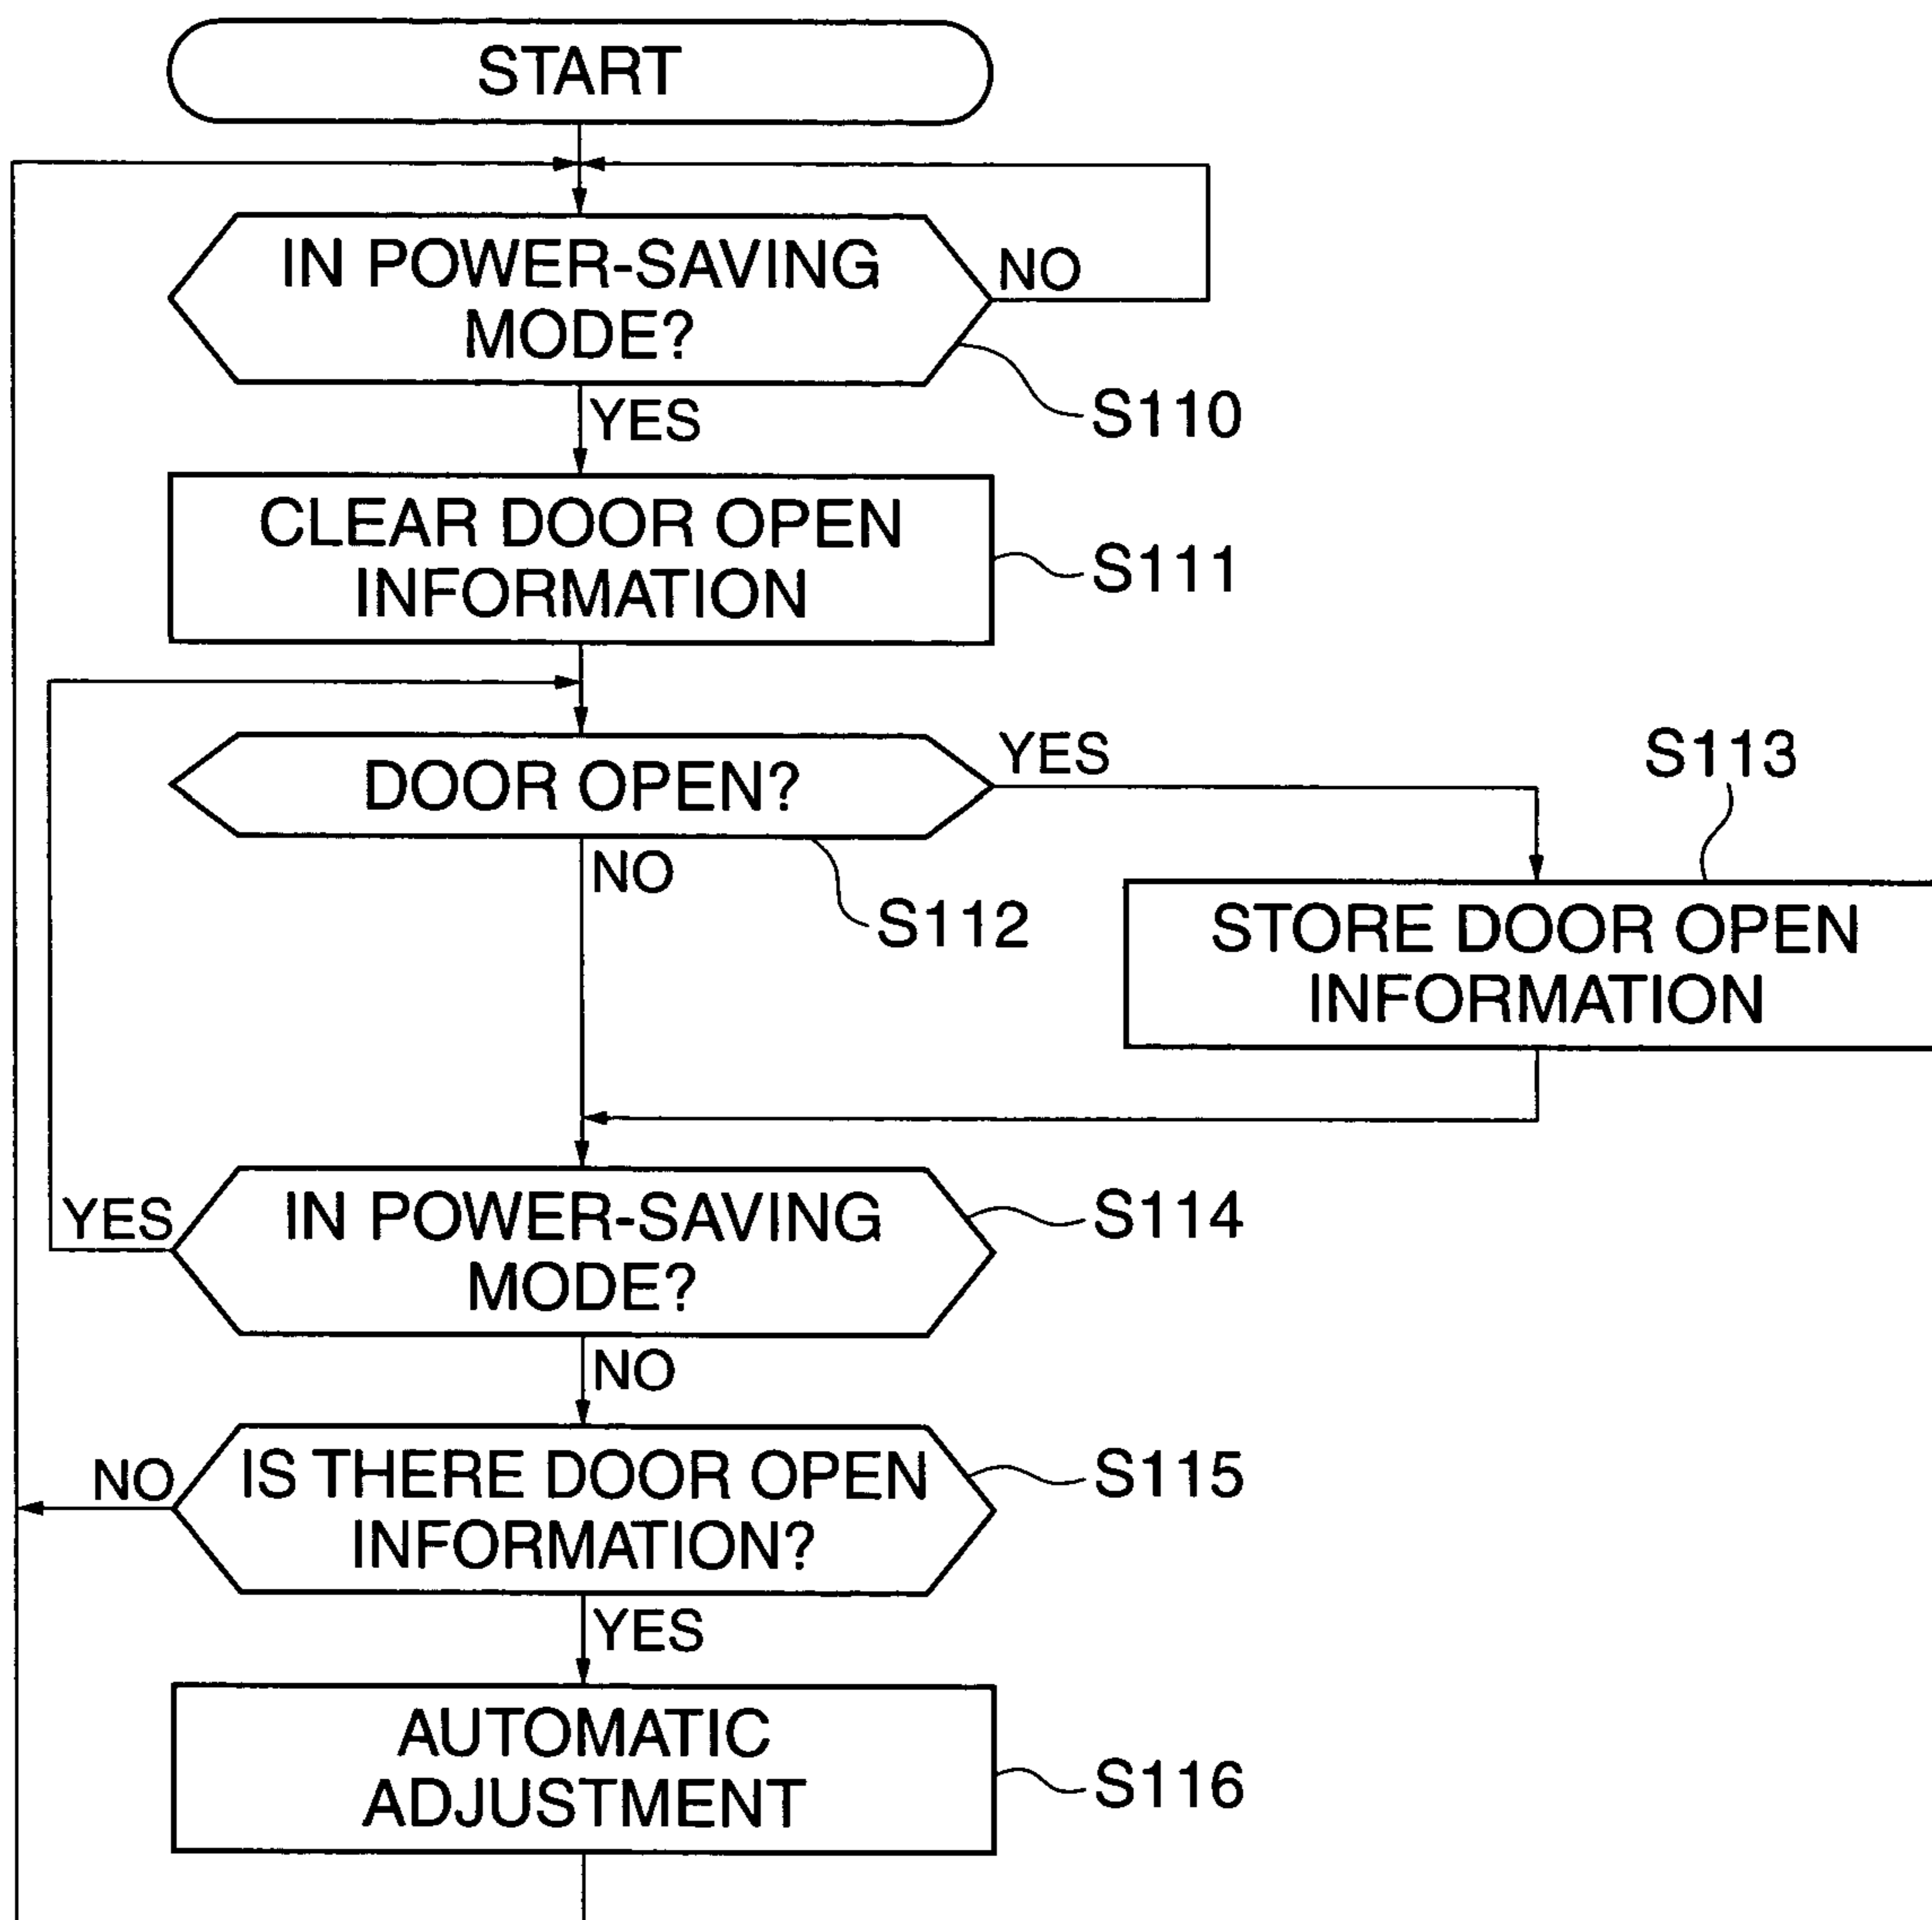 START
IN POWER-SAVING
MODE?
NO
S110
YES
CLEAR DOOR OPEN
INFORMATION
S111
DOOR OPEN?
YES
S113
NO
S112
STORE DOOR OPEN
INFORMATION
YES
IN POWER-SAVING
MODE?
S114
NO
NO
IS THERE DOOR OPEN
INFORMATION?
S115
YES
AUTOMATIC
ADJUSTMENT
S116